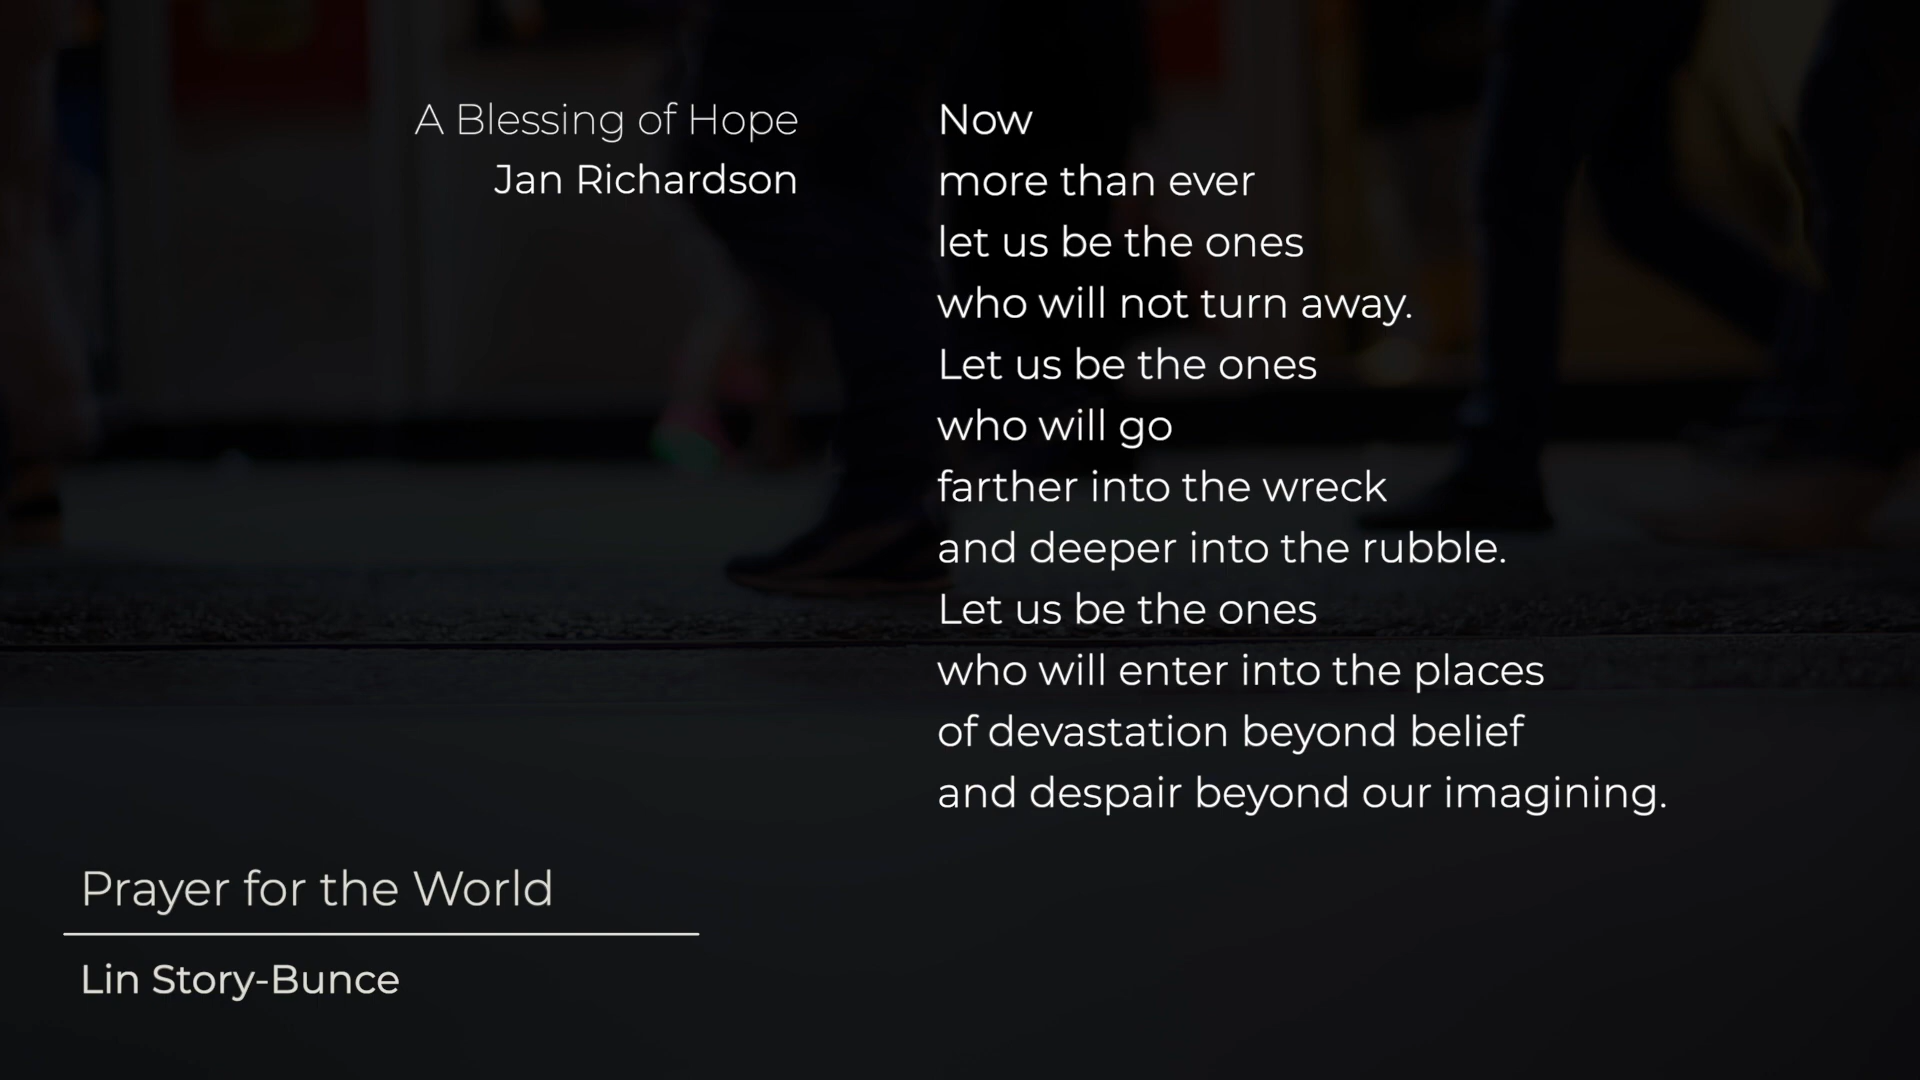 A Blessing of Hope
Jan Richardson
Now
more than ever
let us be the ones
who will not turn away.
Let us be the ones
who will go
farther into the wreck
and deeper into the rubble.
Let us be the ones
who will enter into the places
of devastation beyond belief
and despair beyond our imagining.
Prayer for the World
Lin Story-Bunce